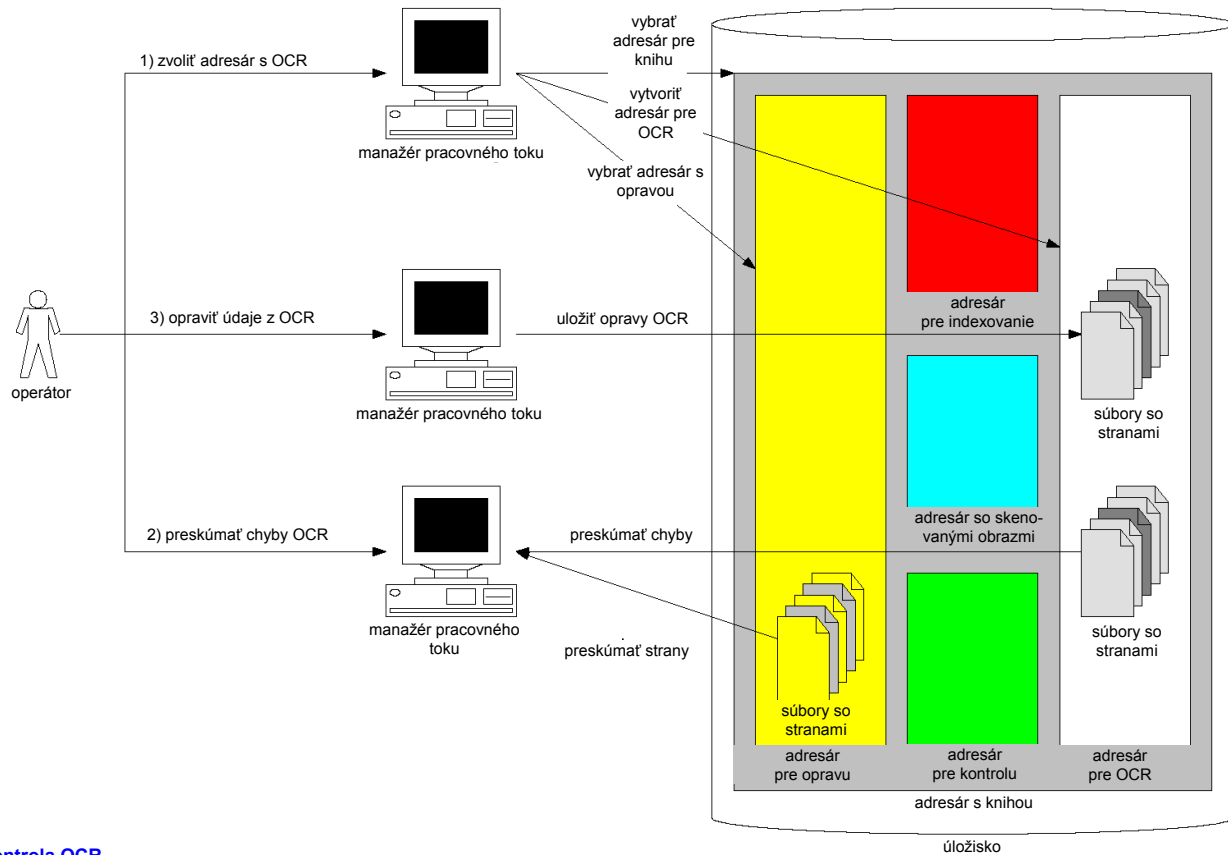 vybrať
adresár pre
knihu
1) zvoliť adresár s OCR
vytvoriť
adresár pre
OCR
manažér pracovného toku
vybrať adresár s
opravou
adresár
pre indexovanie
3) opraviť údaje z OCR
uložiť opravy OCR
operátor
manažér pracovného toku
súbory so
stranami
adresár so skeno-
vanými obrazmi
2) preskúmať chyby OCR
preskúmať chyby
manažér pracovného
toku
preskúmať strany
súbory so
stranami
súbory so
stranami
adresár
pre opravu
adresár
pre kontrolu
adresár
pre OCR
adresár s knihou
úložisko
ontrola OCR